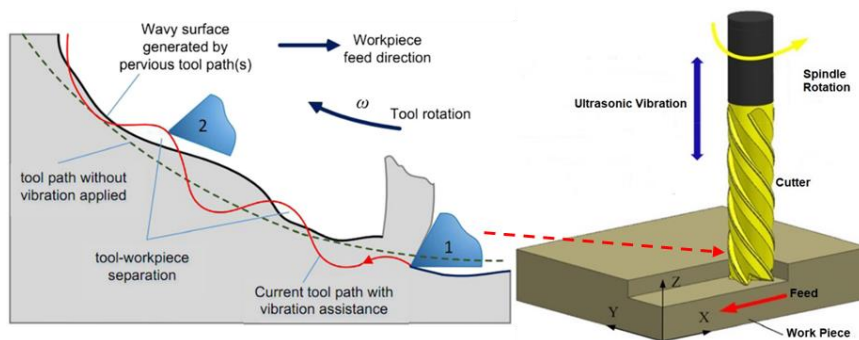 Wavy surface
generated by
pervious tool path(s)
Workpiece
feed direction
ω
Tool rotation
2
tool path without
vibration applied
tool-workpiece
separation
1
Current tool path with
vibration assistance
Spindle
Rotation
Ultrasonic Vibration
Cutter
Z
Feed
Y
X
Work Piece